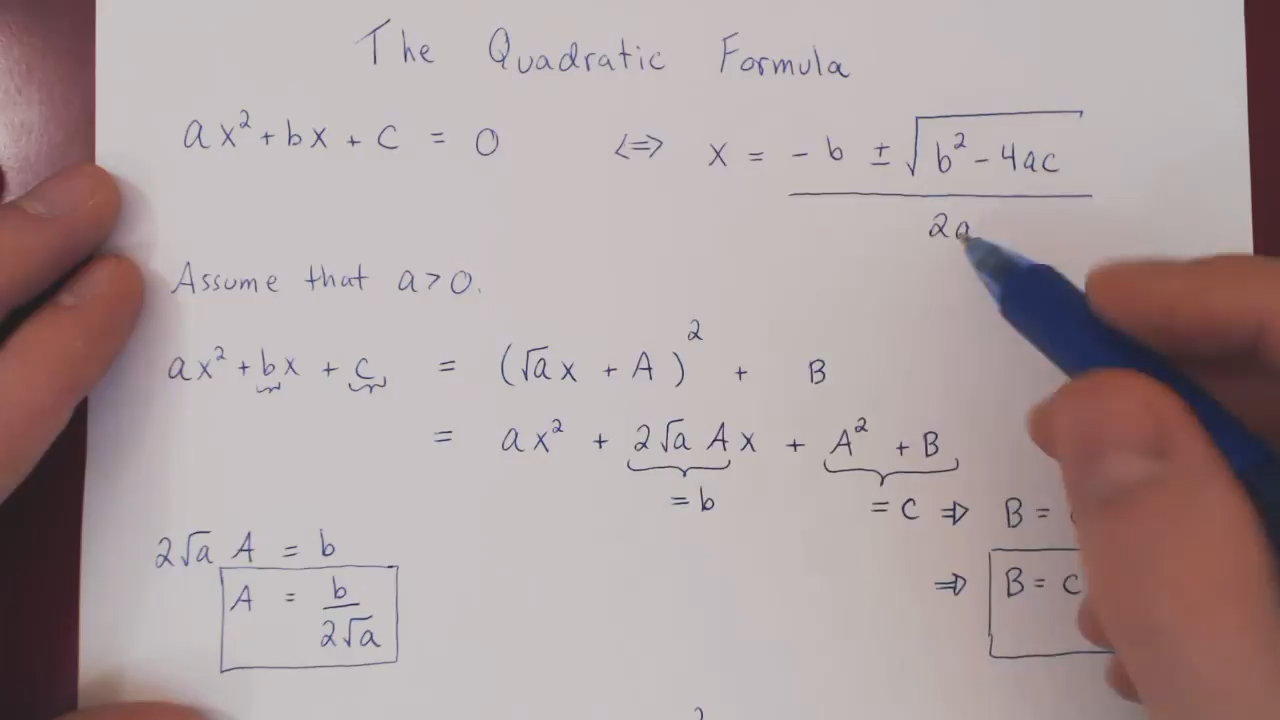 The Quadratic Formula
ax² + bx + c = 0 <=> x = -b ± √(b² - 4ac) / 2a
Assume that a > 0.
ax² + bx + c = (√a x + A)² + B
= ax² + 2√a A x + A² + B
= b = c ⇒ B =
2√a A = b
A = b / 2√a
⇒ B = c
2